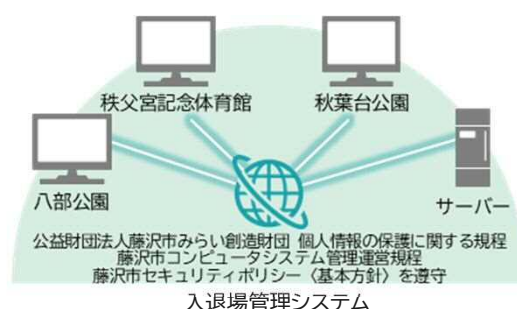 秩父宮記念体育館
秋葉台公園
八部公園
サーバー
公益財団法人藤沢市みらい創造財団 個人情報の保護に関する規程
藤沢市コンピュータシステム管理運営規程
藤沢市セキュリティポリシー〈基本方針〉を遵守
入退場管理システム